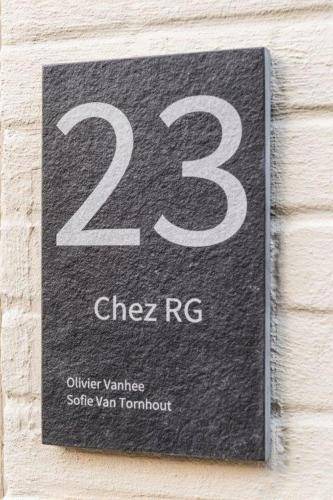 23
Chez RG
Olivier Vanhee
Sofie Van Tornhout